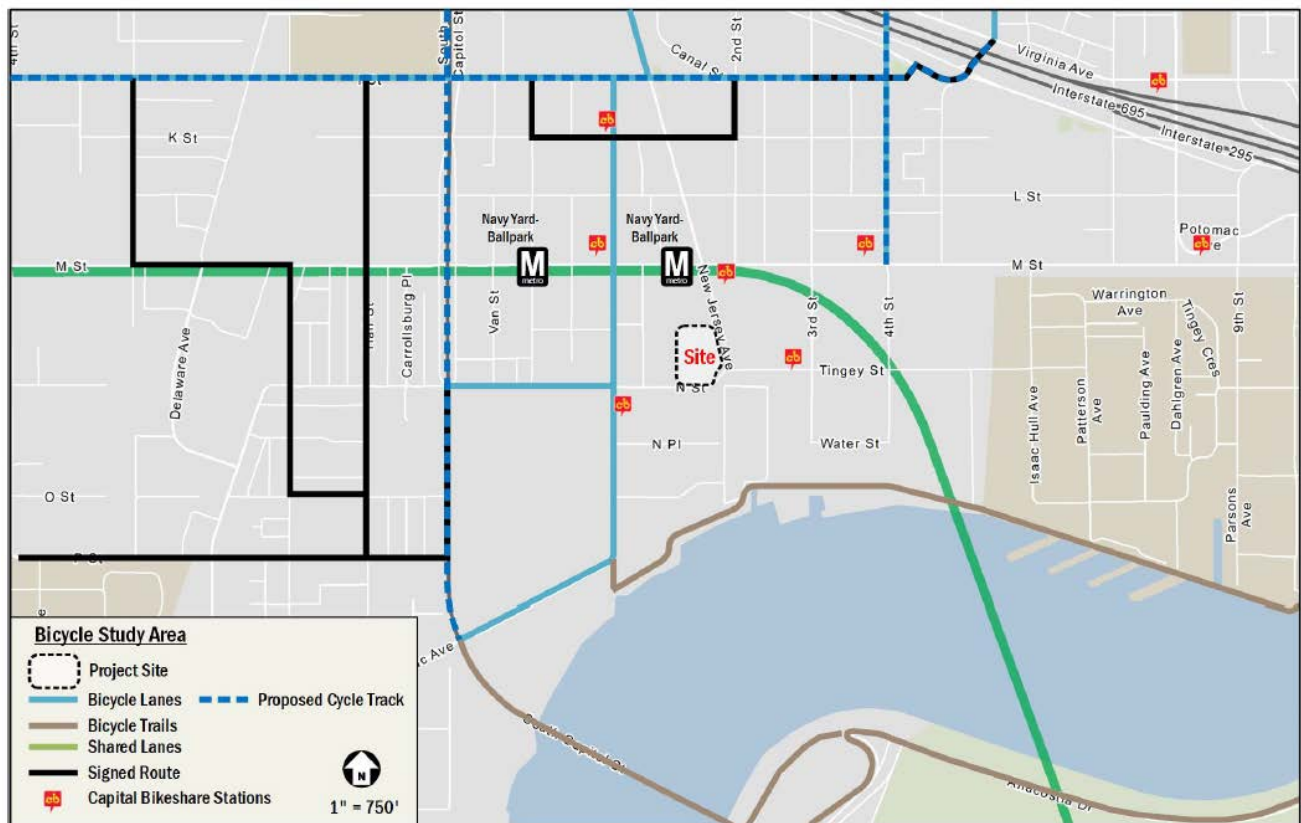 4th St
South
Capitol St
Canal St
2nd St
Virginia Ave
Interstate 695
Interstate 295
K St
L St
Navy Yard-
Ballpark
Navy Yard-
Ballpark
Potomac
M
metro
M
metro
M St
M St
New Jersey Ave
Van St
Carrollsburg Pl
Delaware Ave
3rd St
4th St
Warrington
Ave
Tingey Cres
9th St
Site
Tingey St
N St
Isaac Hull Ave
Patterson
Ave
Paulding Ave
Dahlgren Ave
N Pl
Water St
O St
Parsons
Ave
South Capitol St
Anacostia Dr
Bicycle Study Area
Project Site
Bicycle Lanes
Proposed Cycle Track
Bicycle Trails
Shared Lanes
Signed Route
Capital Bikeshare Stations
N
1" = 750'